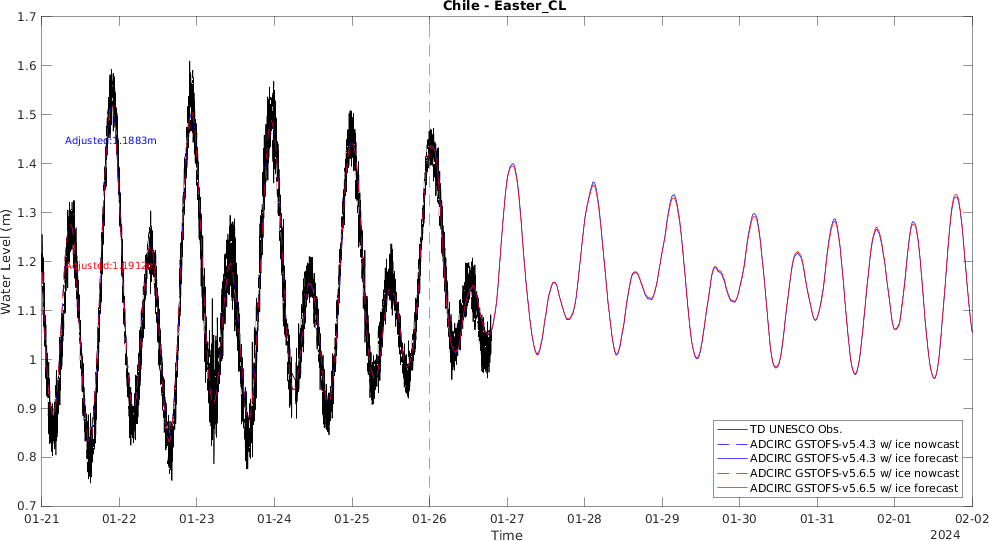 Chile - Easter_CL
1.7
1.6
1.5
1.4
1.3
1.2
1.1
1
0.9
0.8
0.7
Water Level (m)
Adjusted:1.1883m
Adjusted:1.1912
TD UNESCO Obs.
ADCIRC GSTOFS-v5.4.3 w/ ice nowcast
ADCIRC GSTOFS-v5.4.3 w/ ice forecast
ADCIRC GSTOFS-v5.6.5 w/ ice nowcast
ADCIRC GSTOFS-v5.6.5 w/ ice forecast
01-21 01-22 01-23 01-24 01-25 01-26 01-27 01-28 01-29 01-30 01-31 02-01 02-02
Time
2024